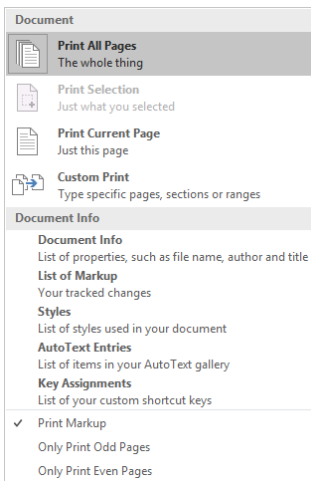 Document
Print All Pages
The whole thing
Print Selection
Just what you selected
Print Current Page
Just this page
Custom Print
Type specific pages, sections or ranges
Document Info
Document Info
List of properties, such as file name, author and title
List of Markup
Your tracked changes
Styles
List of styles used in your document
AutoText Entries
List of items in your AutoText gallery
Key Assignments
List of your custom shortcut keys
Print Markup
Only Print Odd Pages
Only Print Even Pages